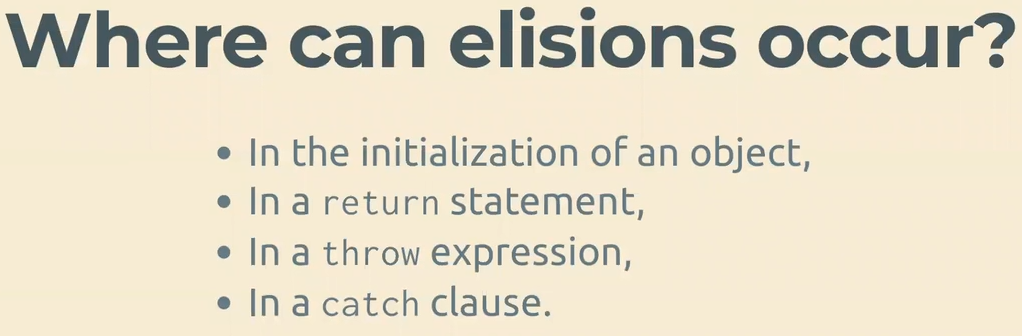 Where can elisions occur?
• In the initialization of an object,
• In a return statement,
• In a throw expression,
• In a catch clause.